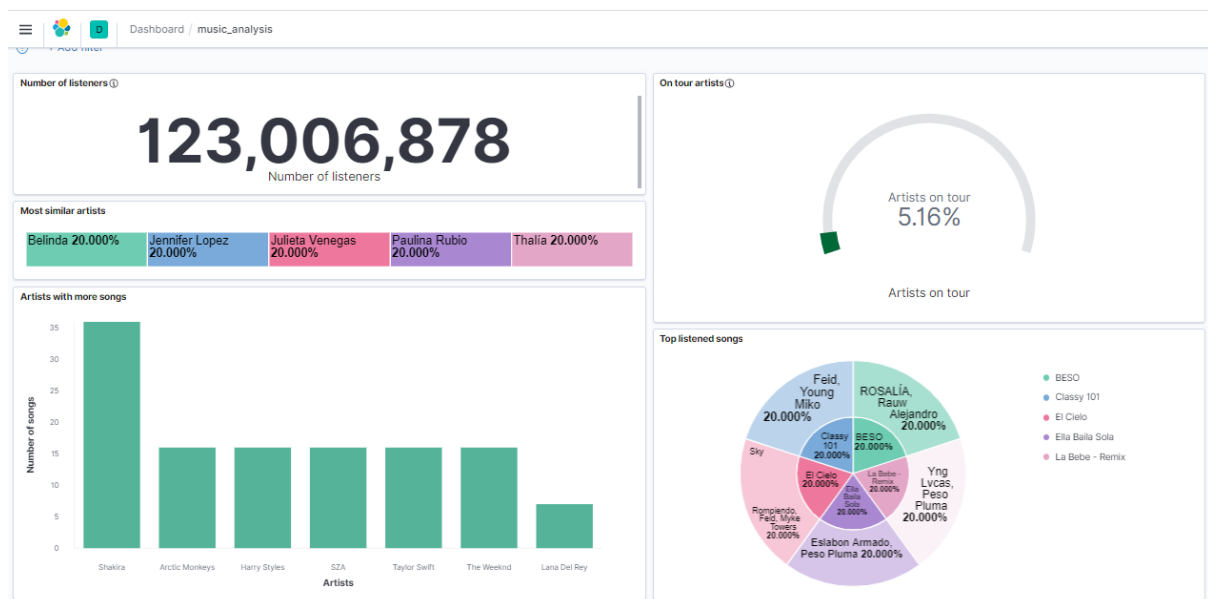 D Dashboard / music_analysis
+ Add filter
Number of listeners
123,006,878
Number of listeners
Most similar artists
Belinda 20.000%
Jennifer Lopez
20.000%
Julieta Venegas
20.000%
Paulina Rubio
20.000%
Thalía 20.000%
Artists with more songs
35
30
25
20
15
10
5
0
Number of songs
Shakira
Arctic Monkeys
Harry Styles
SZA
Taylor Swift
The Weeknd
Lana Del Rey
Artists
On tour artists
Artists on tour
5.16%
Artists on tour
Top listened songs
Feid,
Young
Miko
20.000%
ROSALÍA,
Rauw
Alejandro
20.000%
Classy
101
20.000%
BESO
20.000%
Sky
Rompiendo,
Feid, Myke
Towers
20.000%
El Cielo
20.000%
Ella
Baila
Sola
20.000%
La Bebe -
Remix
20.000%
Yng
Lvcas,
Peso
Pluma
20.000%
Eslabon Armado,
Peso Pluma 20.000%
BESO
Classy 101
El Cielo
Ella Baila Sola
La Bebe - Remix